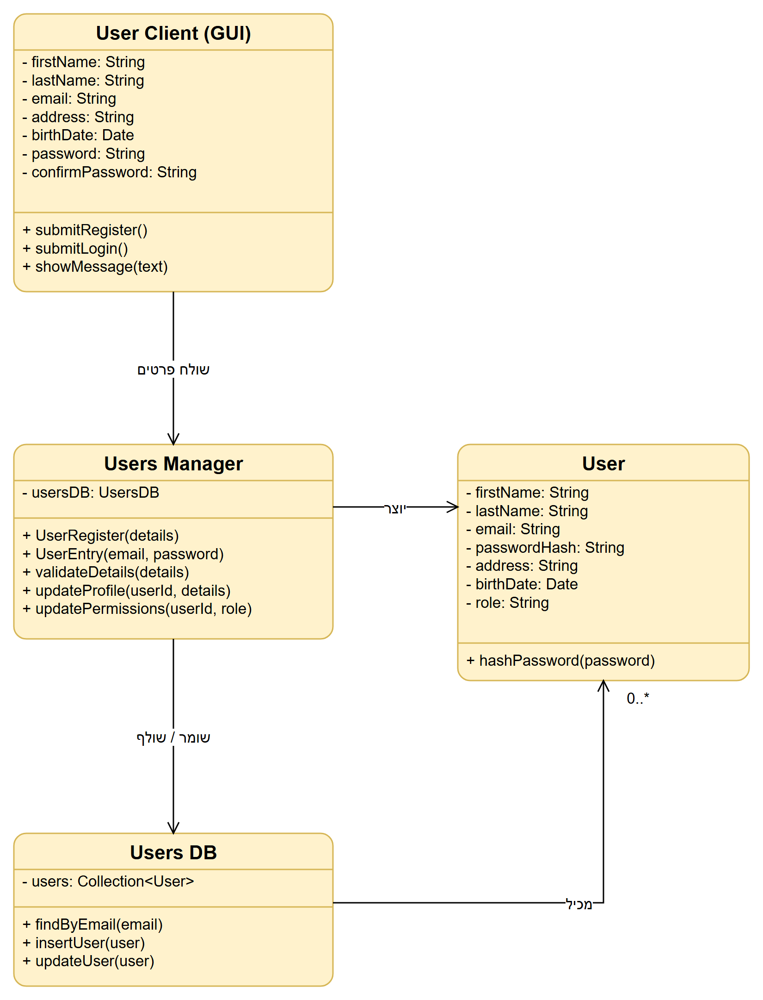 User Client (GUI)
- firstName: String
- lastName: String
- email: String
- address: String
- birthDate: Date
- password: String
- confirmPassword: String
+ submitRegister()
+ submitLogin()
+ showMessage(text)
שולח פרטים
Users Manager
- usersDB: UsersDB
+ UserRegister(details)
+ UserEntry(email, password)
+ validateDetails(details)
+ updateProfile(userId, details)
+ updatePermissions(userId, role)
יוצר
User
- firstName: String
- lastName: String
- email: String
- passwordHash: String
- address: String
- birthDate: Date
- role: String
+ hashPassword(password)
0..*
שומר / שולף
Users DB
- users: Collection<User>
+ findByEmail(email)
+ insertUser(user)
+ updateUser(user)
מכיל